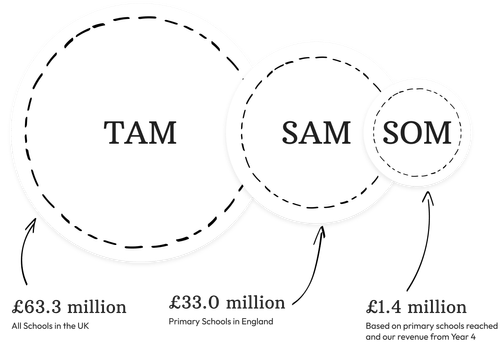 TAM
SAM
SOM
£63.3 million
All Schools in the UK
£33.0 million
Primary Schools in England
£1.4 million
Based on primary schools reached
and our revenue from Year 4